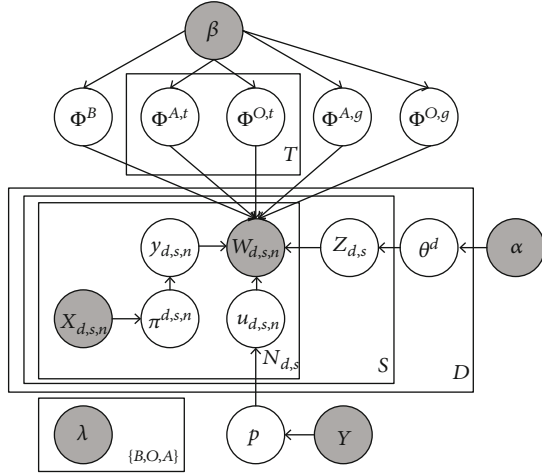 β
Φ^B
Φ^{A,t}
Φ^{O,t}
Φ^{A,g}
Φ^{O,g}
T
y_{d,s,n}
W_{d,s,n}
Z_{d,s}
θ^d
α
X_{d,s,n}
π^{d,s,n}
u_{d,s,n}
N_{d,s}
S
D
λ
{B,O,A}
p
Y